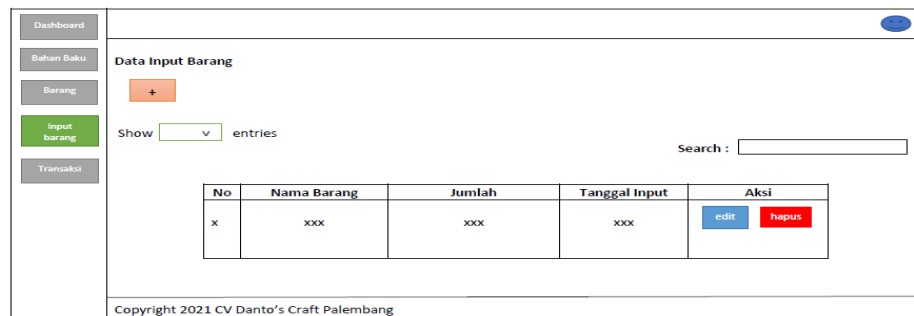 Dashboard
Bahan Baku
Barang
Input
barang
Transaksi
Data Input Barang
+
Show v entries
Search :
No Nama Barang Jumlah Tanggal Input Aksi
x xxx xxx xxx edit hapus
Copyright 2021 CV Danto's Craft Palembang